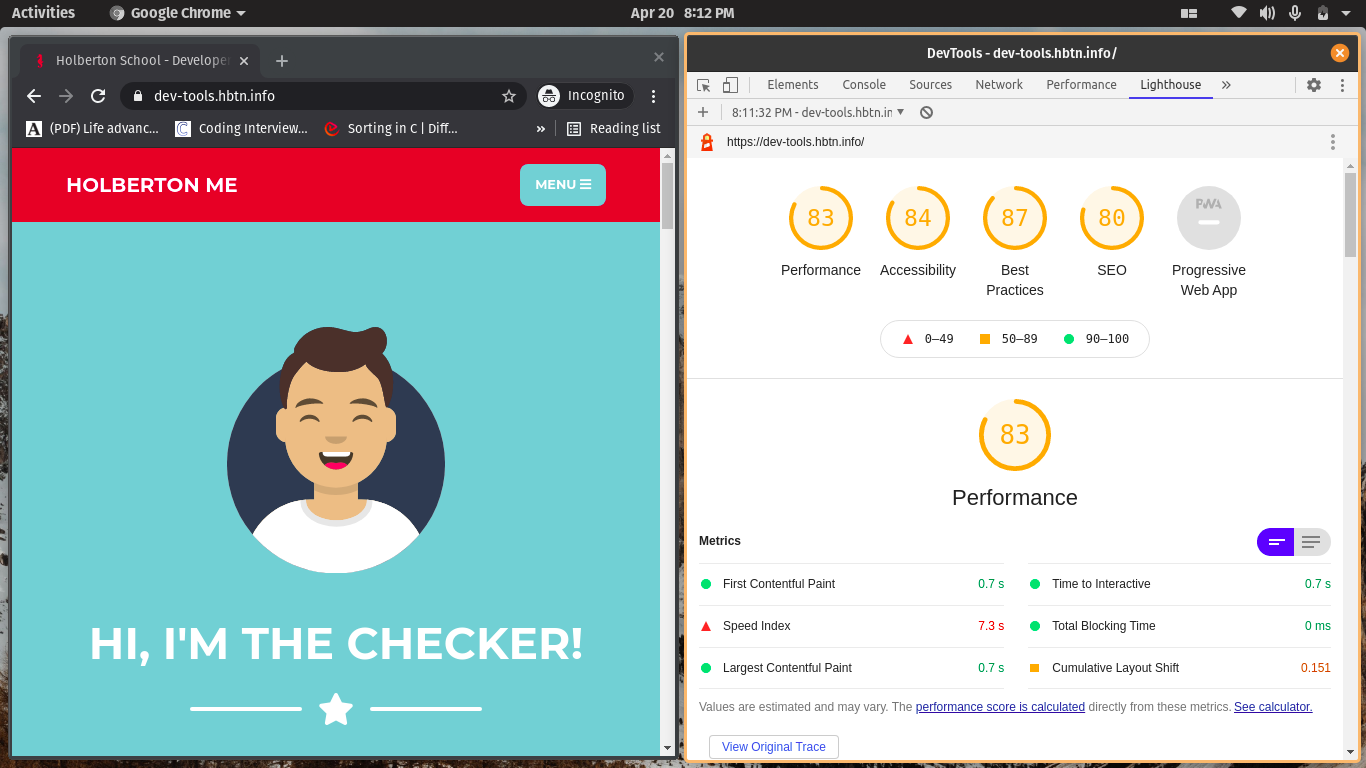 Activities
Google Chrome
Apr 20 8:12 PM
Holberton School - Develope
dev-tools.hbtn.info
Incognito
A
(PDF) Life advanc...
Coding Interview...
Sorting in C | Diff...
»
Reading list
HOLBERTON ME
MENU
HI, I'M THE CHECKER!
DevTools - dev-tools.hbtn.info/
Elements
Console
Sources
Network
Performance
Lighthouse
»
8:11:32 PM - dev-tools.hbtn.in
https://dev-tools.hbtn.info/
83
84
87
80
PWA
Performance
Accessibility
Best
Practices
SEO
Progressive
Web App
0–49
50–89
90–100
83
Performance
Metrics
First Contentful Paint 0.7 s
Time to Interactive 0.7 s
Speed Index 7.3 s
Total Blocking Time 0 ms
Largest Contentful Paint 0.7 s
Cumulative Layout Shift 0.151
Values are estimated and may vary. The performance score is calculated directly from these metrics. See calculator.
View Original Trace